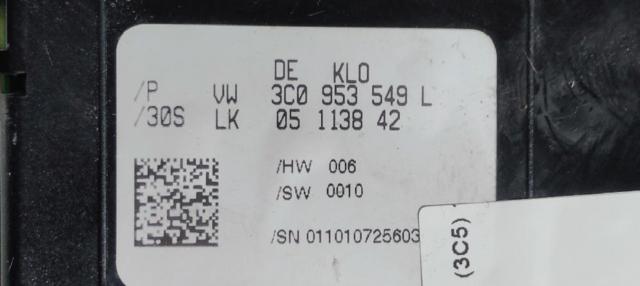 DE KLO
/P VW 3C0 953 549 L
/30S LK 05 1138 42
/HW 006
/SW 0010
/SN 011010725603
(3C5)